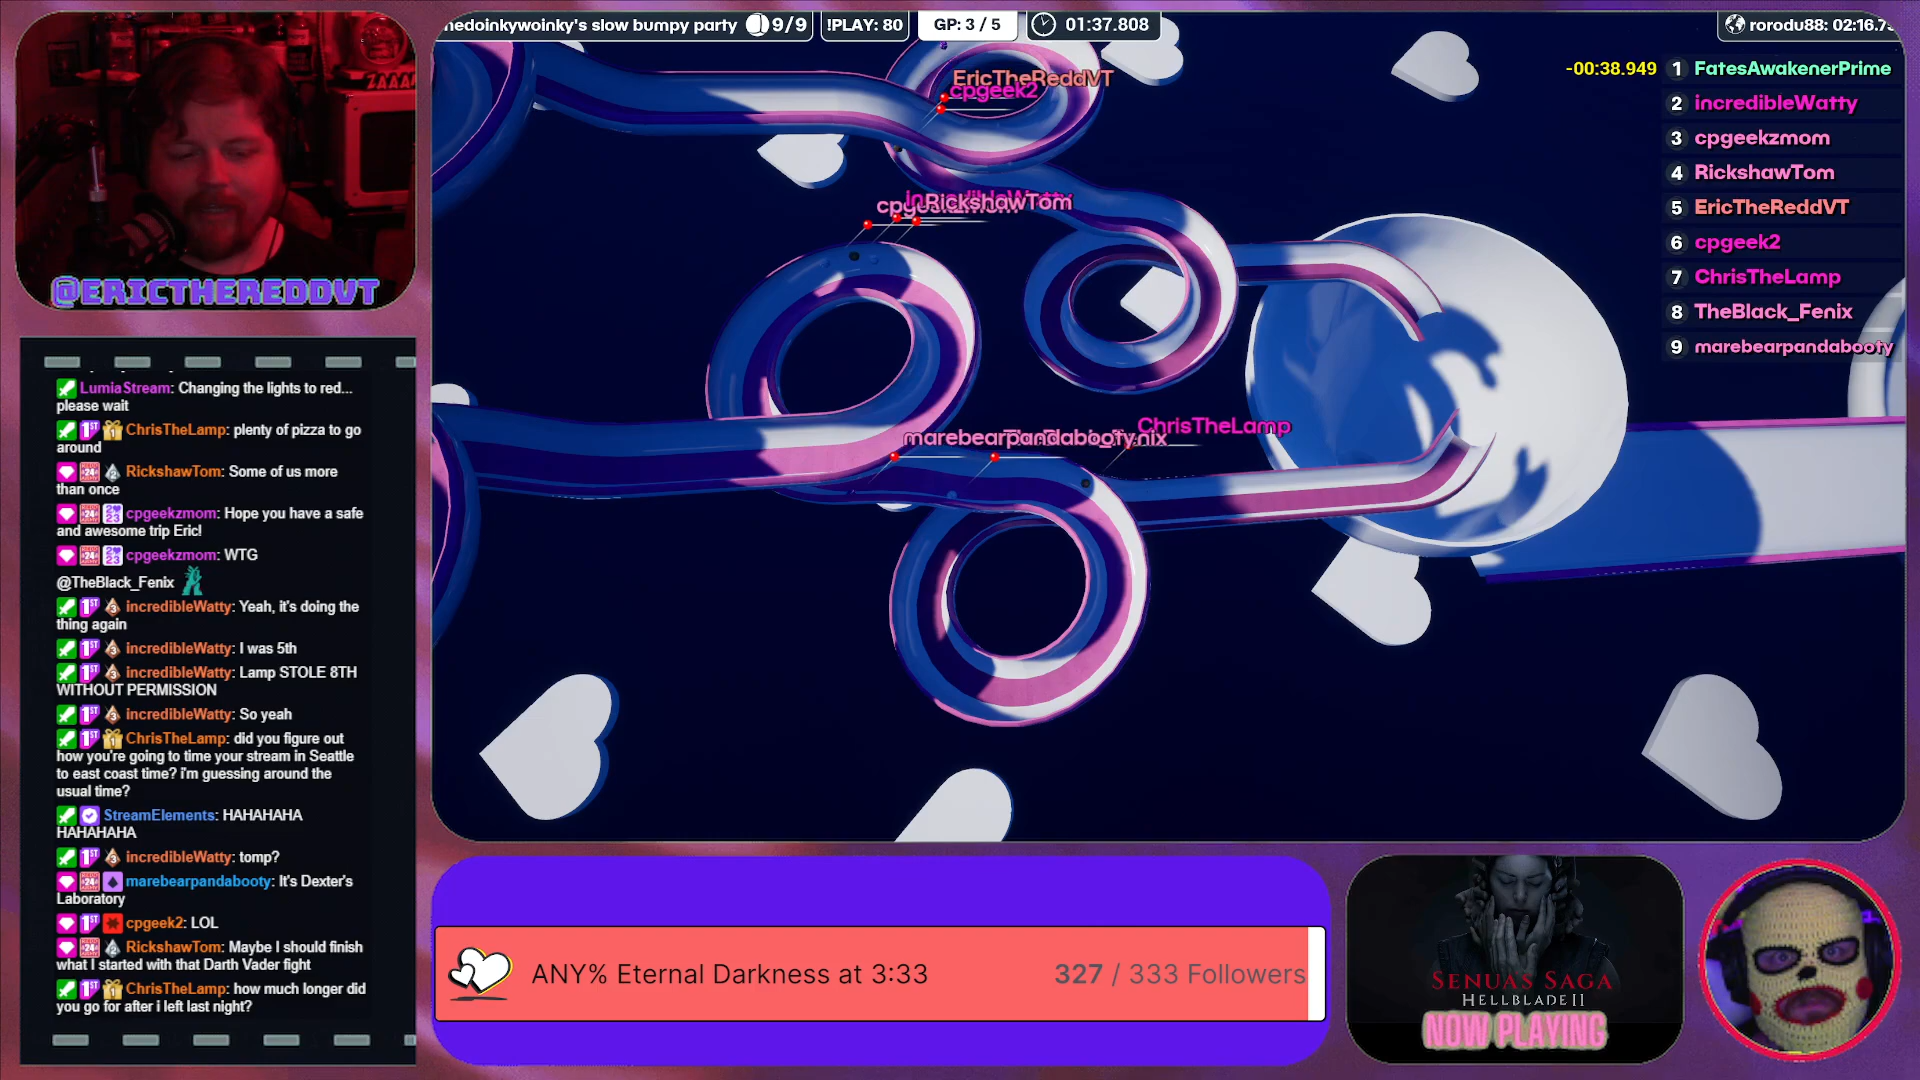 nedoinkywoinky's slow bumpy party 9/9
!PLAY: 80
GP: 3 / 5
01:37.808
rorodu88: 02:16.7
-00:38.949
1 FatesAwakenerPrime
2 incredibleWatty
3 cpgeekzmom
4 RickshawTom
5 EricTheReddVT
6 cpgeek2
7 ChrisTheLamp
8 TheBlack_Fenix
9 marebearpandabooty
EricTheReddVT
cpgeek2
RickshawTom
ChrisTheLamp
marebearpandabooty
ZAAA
@ERICTHEREDDVT
LumiaStream: Changing the lights to red...
please wait
ChrisTheLamp: plenty of pizza to go
around
RickshawTom: Some of us more
than once
cpgeekzmom: Hope you have a safe
and awesome trip Eric!
cpgeekzmom: WTG
@TheBlack_Fenix
incredibleWatty: Yeah, it's doing the
thing again
incredibleWatty: I was 5th
incredibleWatty: Lamp STOLE 8TH
WITHOUT PERMISSION
incredibleWatty: So yeah
ChrisTheLamp: did you figure out
how you're going to time your stream in Seattle
to east coast time? i'm guessing around the
usual time?
StreamElements: HAHAHAHA
HAHAHAHA
incredibleWatty: tomp?
marebearpandabooty: It's Dexter's
Laboratory
cpgeek2: LOL
RickshawTom: Maybe I should finish
what I started with that Darth Vader fight
ChrisTheLamp: how much longer did
you go for after i left last night?
ANY% Eternal Darkness at 3:33
327 / 333 Followers
SENUAS SAGA
HELLBLADE II
NOW PLAYING